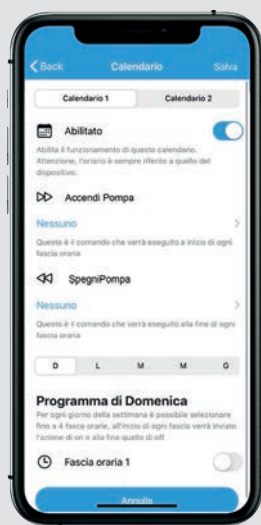 Back Calendario Salva
Calendario 1 Calendario 2
Abilitato
Abilita il funzionamento di questo calendario.
Attenzione, l'orario è sempre riferito a quello del
dispositivo.
Accendi Pompa
Nessuno
Questo è il comando che verrà eseguito a inizio di ogni
fascia oraria
SpegniPompa
Nessuno
Questo è il comando che verrà eseguito alla fine di ogni
fascia oraria
D L M M G
Programma di Domenica
Per ogni giorno della settimana è possibile selezionare
fino a 4 fasce orarie, all'inizio di ogni fascia verrà inviato
l'azione di on e alla fine quello di off
Fascia oraria 1
Annulla